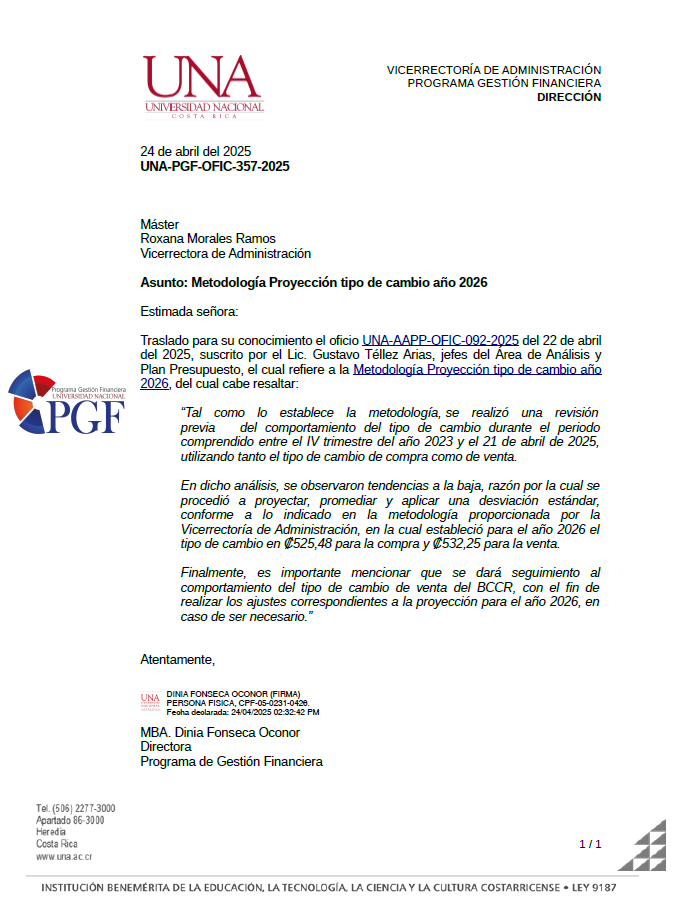 UNA
UNIVERSIDAD NACIONAL
COSTA RICA
VICERRECTORÍA DE ADMINISTRACIÓN
PROGRAMA GESTIÓN FINANCIERA
DIRECCIÓN
24 de abril del 2025
UNA-PGF-OFIC-357-2025
Máster
Roxana Morales Ramos
Vicerrectora de Administración
Asunto: Metodología Proyección tipo de cambio año 2026
Estimada señora:
Traslado para su conocimiento el oficio UNA-AAPP-OFIC-092-2025 del 22 de abril
del 2025, suscrito por el Lic. Gustavo Téllez Arias, jefes del Área de Análisis y
Plan Presupuesto, el cual refiere a la Metodología Proyección tipo de cambio año
2026, del cual cabe resaltar:
Programa Gestión Financiera
UNIVERSIDAD NACIONAL
PGF
“Tal como lo establece la metodología, se realizó una revisión
previa del comportamiento del tipo de cambio durante el periodo
comprendido entre el IV trimestre del año 2023 y el 21 de abril de 2025,
utilizando tanto el tipo de cambio de compra como de venta.
En dicho análisis, se observaron tendencias a la baja, razón por la cual se
procedió a proyectar, promediar y aplicar una desviación estándar,
conforme a lo indicado en la metodología proporcionada por la
Vicerrectoría de Administración, en la cual estableció para el año 2026 el
tipo de cambio en ₡525,48 para la compra y ₡532,25 para la venta.
Finalmente, es importante mencionar que se dará seguimiento al
comportamiento del tipo de cambio de venta del BCCR, con el fin de
realizar los ajustes correspondientes a la proyección para el año 2026, en
caso de ser necesario.”
Atentamente,
UNA
DINIA FONSECA OCONOR (FIRMA)
PERSONA FISICA, CPF-05-0231-0426.
Fecha declarada: 24/04/2025 02:32:42 PM
MBA. Dinia Fonseca Oconor
Directora
Programa de Gestión Financiera
Tel. (506) 2277-3000
Apartado 86-3000
Heredia
Costa Rica
www.una.ac.cr
1 / 1
INSTITUCIÓN BENEMÉRITA DE LA EDUCACIÓN, LA TECNOLOGÍA, LA CIENCIA Y LA CULTURA COSTARRICENSE • LEY 9187